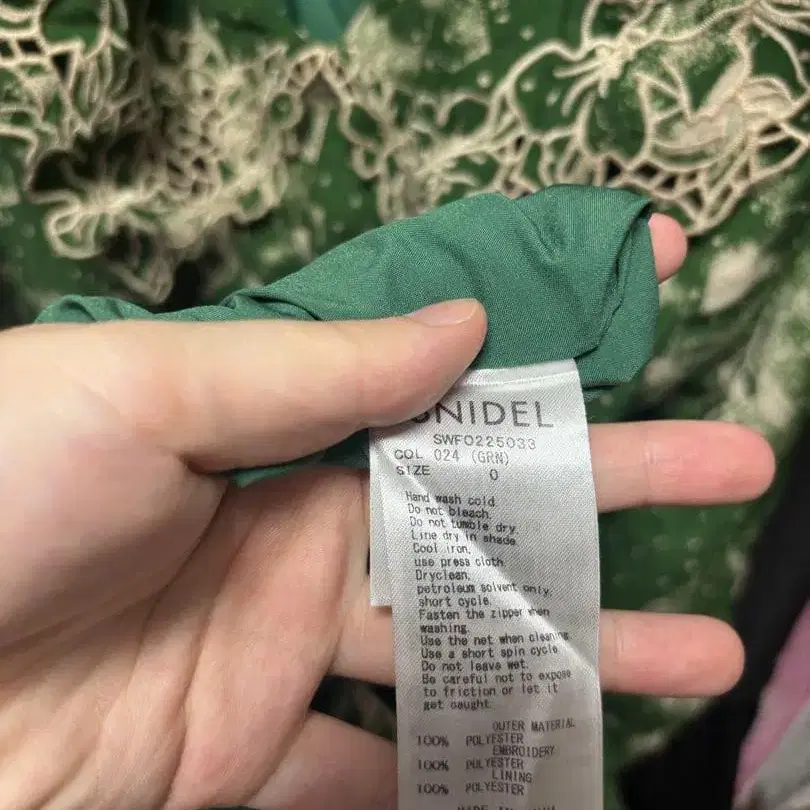 SNIDEL
SWFO225033
COL 024 (GRN)
SIZE 0
Hand wash cold.
Do not bleach.
Do not tumble dry
Line dry in shade.
Cool iron.
use press cloth
Dryclean.
petroleum solvent only.
short cycle.
Fasten the zipper when
washing.
Use the net when cleaning
Use a short spin cycle
Do not leave wet.
Be careful not to expose
to friction or let it
get caught.
OUTER MATERIAL
100% POLYESTER
EMBROIDERY
100% POLYESTER
LINING
100% POLYESTER